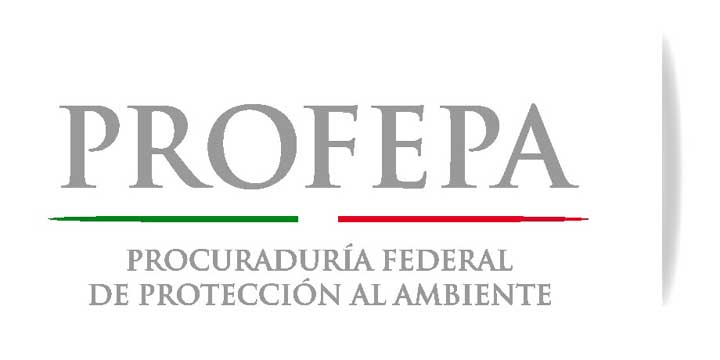 PROFEPA
PROCURADURÍA FEDERAL
DE PROTECCIÓN AL AMBIENTE